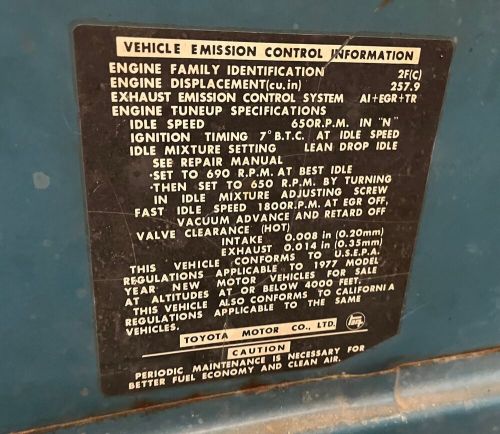 VEHICLE EMISSION CONTROL INFORMATION
ENGINE FAMILY IDENTIFICATION 2F(C)
ENGINE DISPLACEMENT(cu.in) 257.9
EXHAUST EMISSION CONTROL SYSTEM AI+EGR+TR
ENGINE TUNEUP SPECIFICATIONS
IDLE SPEED 650R.P.M. IN "N"
IGNITION TIMING 7°B.T.C. AT IDLE SPEED
IDLE MIXTURE SETTING LEAN DROP IDLE
SEE REPAIR MANUAL
·SET TO 690 R.P.M. AT BEST IDLE
·THEN SET TO 650 R.P.M. BY TURNING
IN IDLE MIXTURE ADJUSTING SCREW
FAST IDLE SPEED 1800R.P.M. AT EGR OFF,
VACUUM ADVANCE AND RETARD OFF
VALVE CLEARANCE (HOT)
INTAKE 0.008 in (0.20mm)
EXHAUST 0.014 in (0.35mm)
THIS VEHICLE CONFORMS TO U.S.E.P.A.
REGULATIONS APPLICABLE TO 1977 MODEL
YEAR NEW MOTOR VEHICLES FOR SALE
AT ALTITUDES AT OR BELOW 4000 FEET.
THIS VEHICLE ALSO CONFORMS TO CALIFORNIA
REGULATIONS APPLICABLE TO THE SAME
VEHICLES.
TOYOTA MOTOR CO., LTD. TEQ
CAUTION
PERIODIC MAINTENANCE IS NECESSARY FOR
BETTER FUEL ECONOMY AND CLEAN AIR.